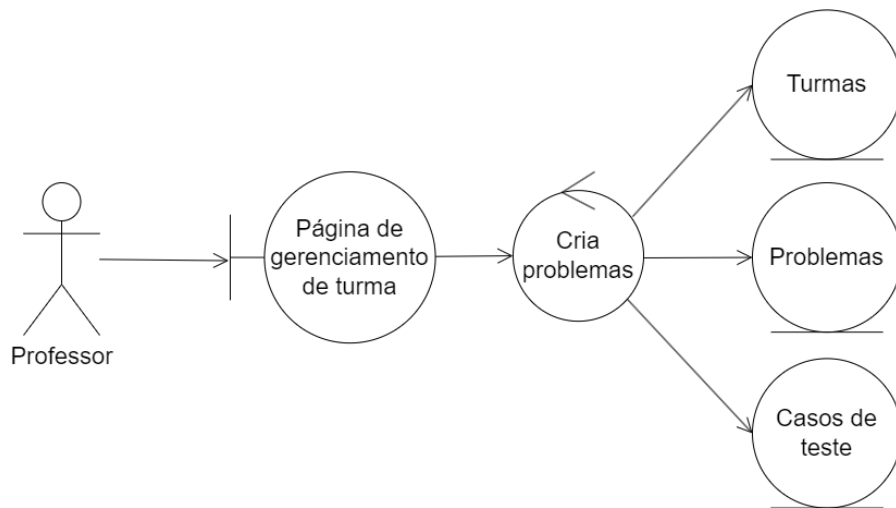 Professor
Página de
gerenciamento
de turma
Cria
problemas
Turmas
Problemas
Casos de
teste